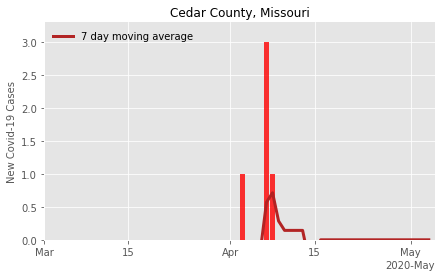 Cedar County, Missouri
7 day moving average
New Covid-19 Cases
3.0
2.5
2.0
1.5
1.0
0.5
0.0
Mar 15 Apr 15 May
2020-May